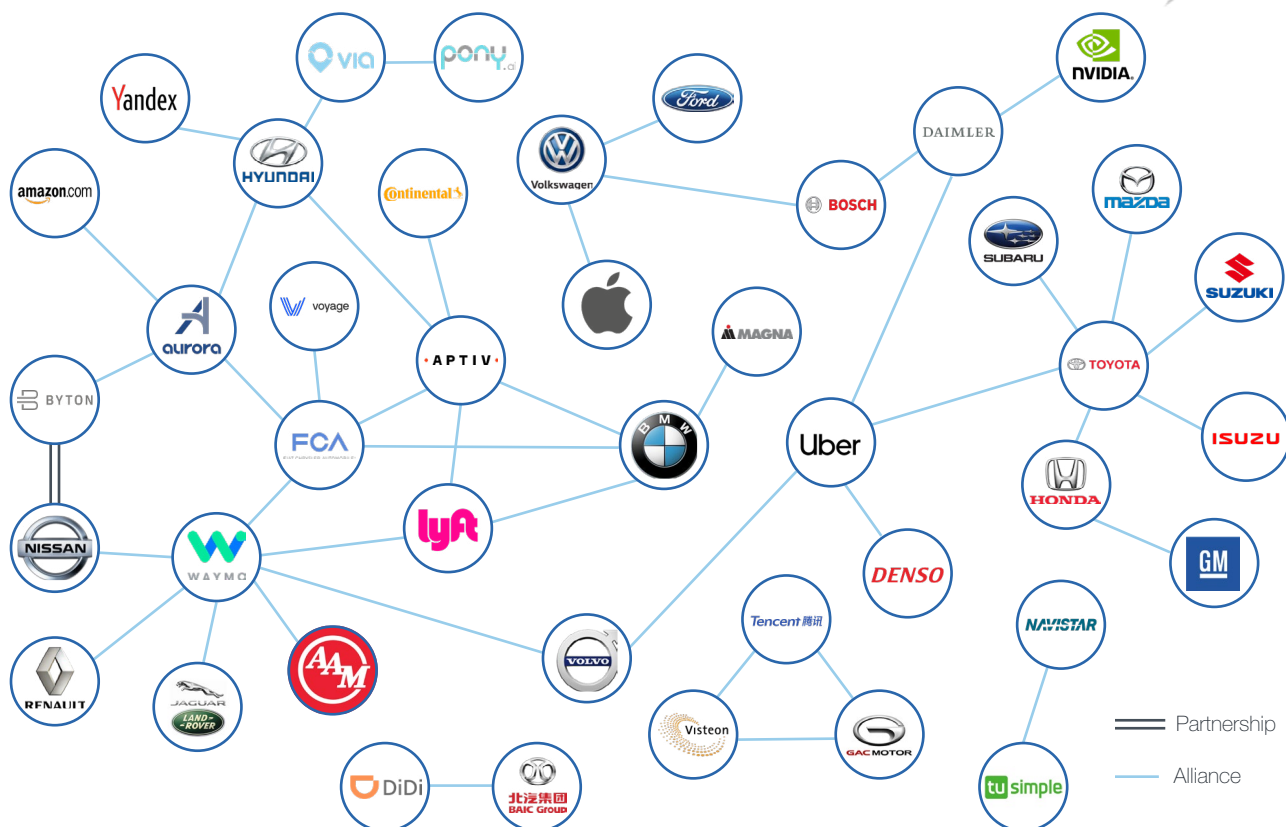 VIA
pony.ai
Yandex
Ford
NVIDIA.
DAIMLER
HYUNDAI
Volkswagen
amazon.com
Continental
BOSCH
mazda
SUBARU
SUZUKI
voyage
aurora
MAGNA
· APTIV ·
TOYOTA
BYTON
FCA
BMW
Uber
ISUZU
HONDA
lyft
NISSAN
WAYMO
GM
DENSO
Tencent 腾讯
NAVISTAR
AAM
VOLVO
RENAULT
JAGUAR
LAND-
ROVER
Visteon
GAC MOTOR
Partnership
Alliance
DiDi
北汽集团
BAIC Group
tu simple